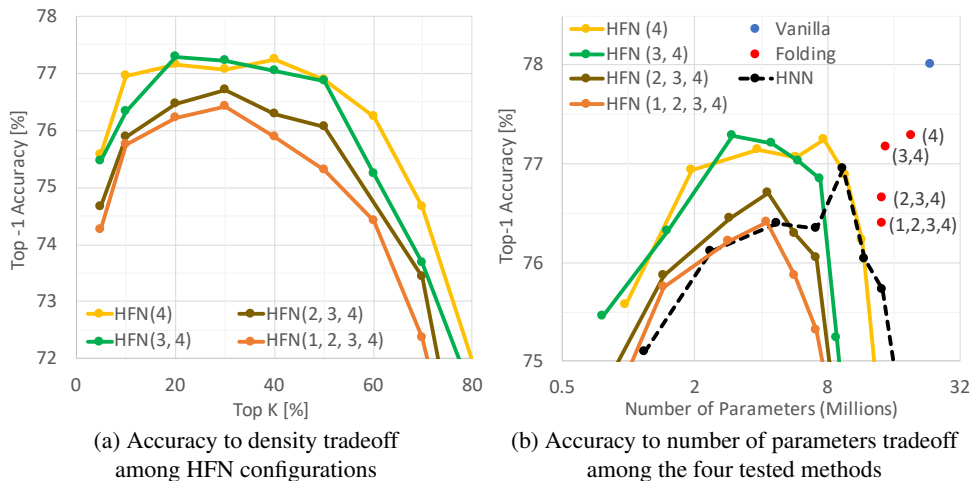 78
77
76
75
74
73
72
Top -1 Accuracy [%]
HFN(4)
HFN(2, 3, 4)
HFN(3, 4)
HFN(1, 2, 3, 4)
0
20
40
60
80
Top K [%]
(a) Accuracy to density tradeoff
among HFN configurations
78
77
76
75
Top-1 Accuracy [%]
HFN (4)
HFN (3, 4)
HFN (2, 3, 4)
HFN (1, 2, 3, 4)
Vanilla
Folding
HNN
(4)
(3,4)
(2,3,4)
(1,2,3,4)
0.5
2
8
32
Number of Parameters (Millions)
(b) Accuracy to number of parameters tradeoff
among the four tested methods